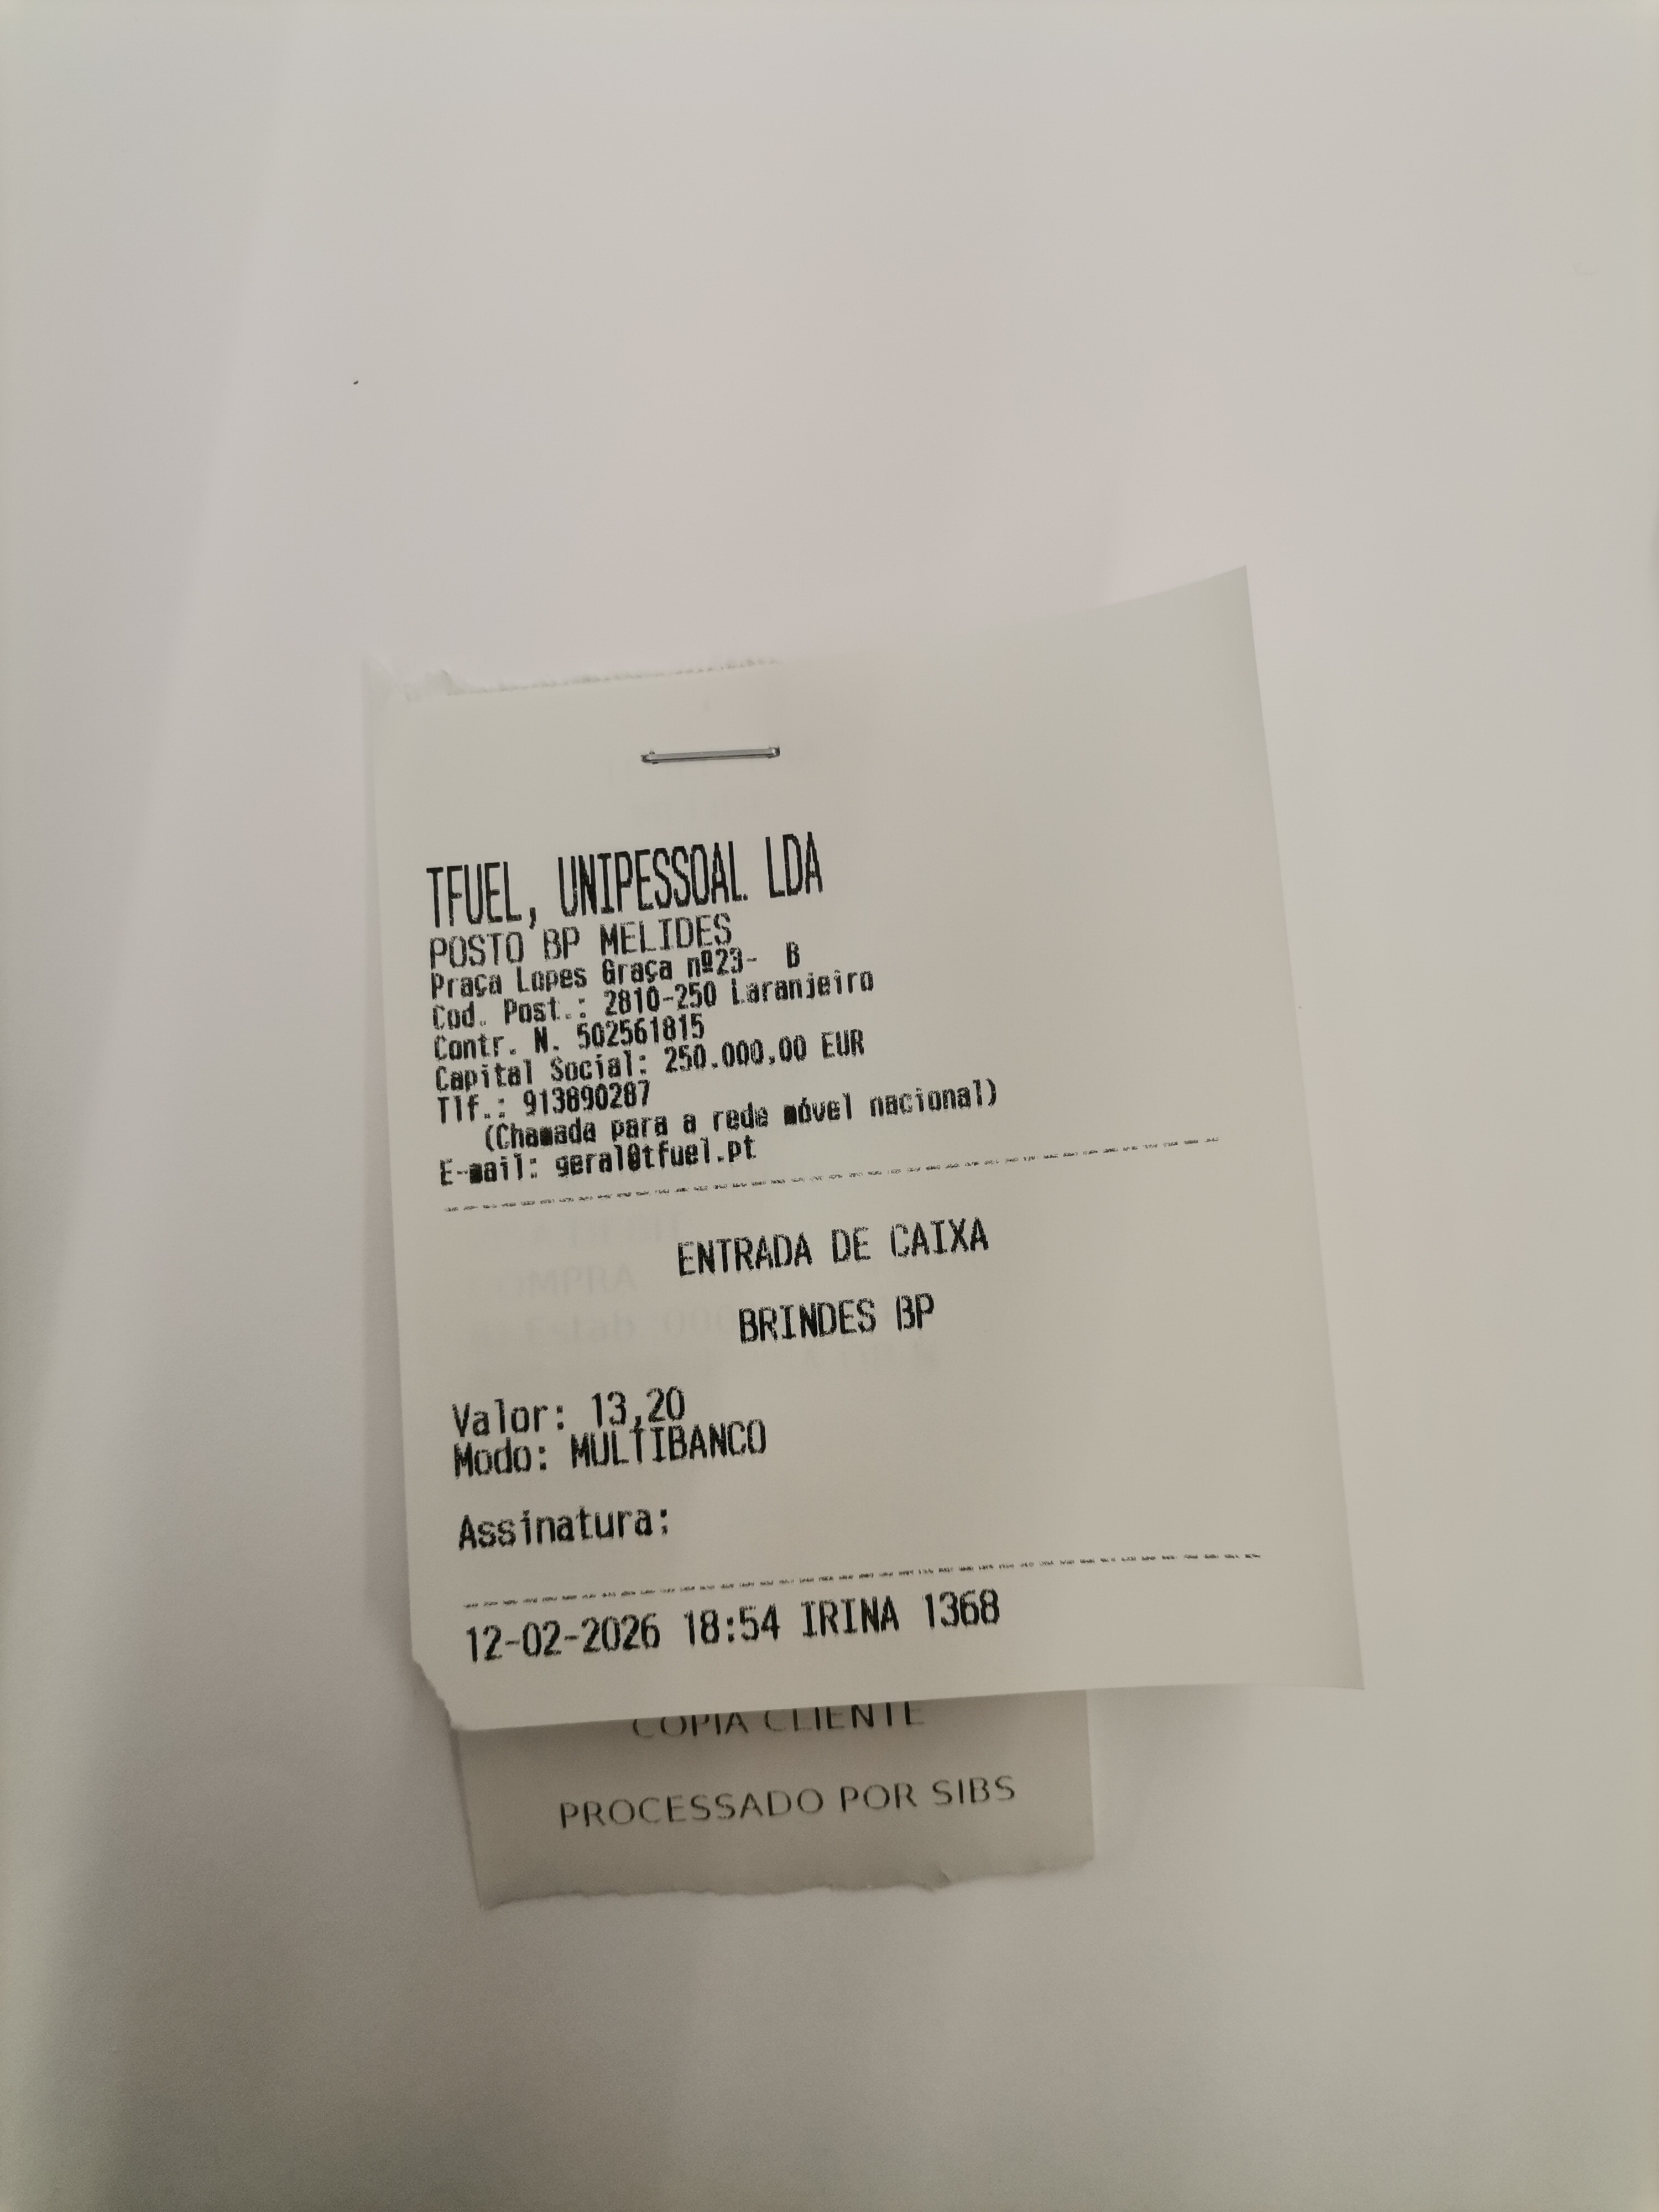 TFUEL, UNIPESSOAL LDA
POSTO BP MELIDES
Praça Lopes Graça nº23-  B
Cod. Post.: 2810-250 Laranjeiro
Contr. N. 502561815
Capital Social: 250.000,00 EUR
Tlf.: 913890287
(Chamada para a rede móvel nacional)
E-mail: geral@tfuel.pt
ENTRADA DE CAIXA
BRINDES BP
Valor: 13,20
Modo: MULTIBANCO
Assinatura:
12-02-2026 18:54 IRINA 1368
COPIA CLIENTE
PROCESSADO POR SIBS